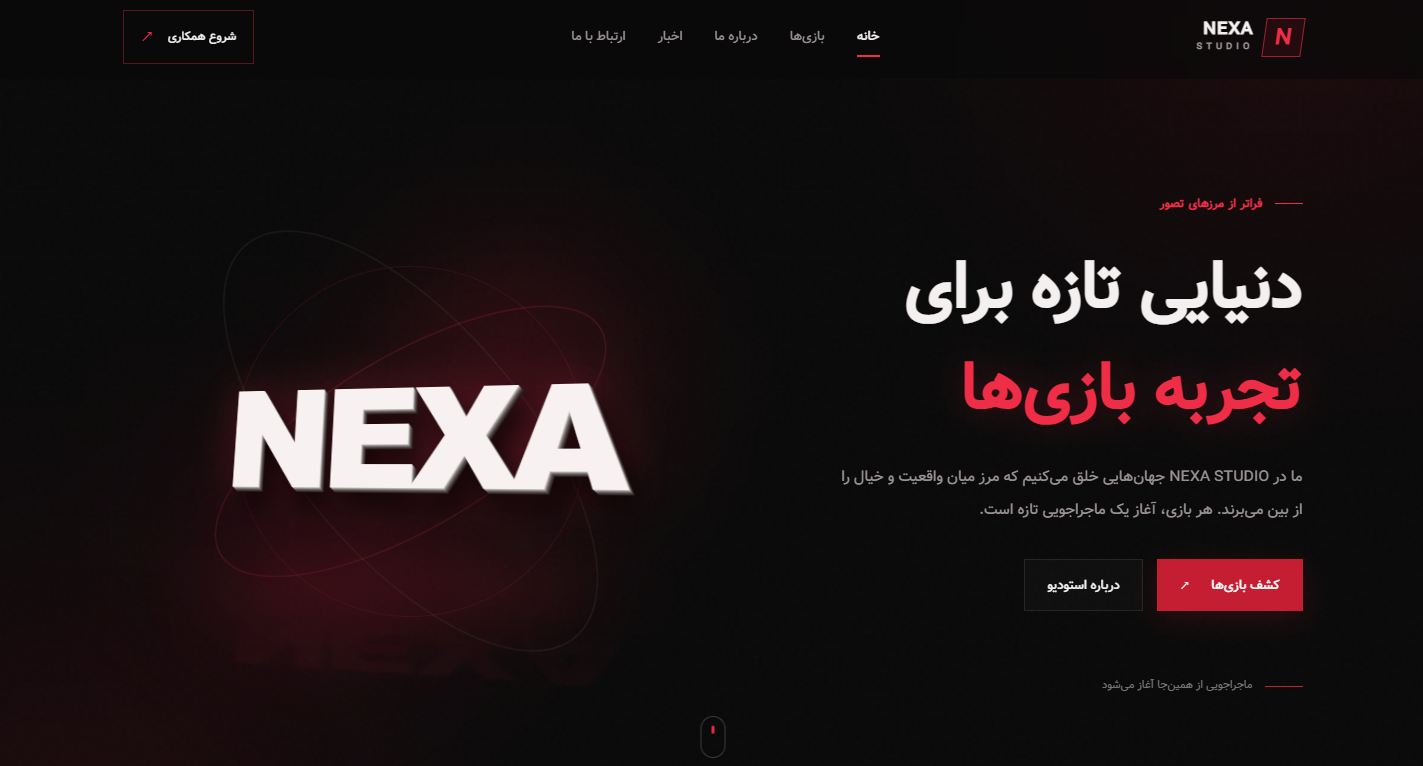 N
NEXA
STUDIO
خانه
بازی‌ها
درباره ما
اخبار
ارتباط با ما
شروع همکاری ↗
فراتر از مرزهای تصور
دنیایی تازه برای
تجربه بازی‌ها
ما در NEXA STUDIO جهان‌هایی خلق می‌کنیم که مرز میان واقعیت و خیال را
از بین می‌برند. هر بازی، آغاز یک ماجراجویی تازه است.
کشف بازی‌ها ↗
درباره استودیو
ماجراجویی از همین‌جا آغاز می‌شود
NEXA
NEXA